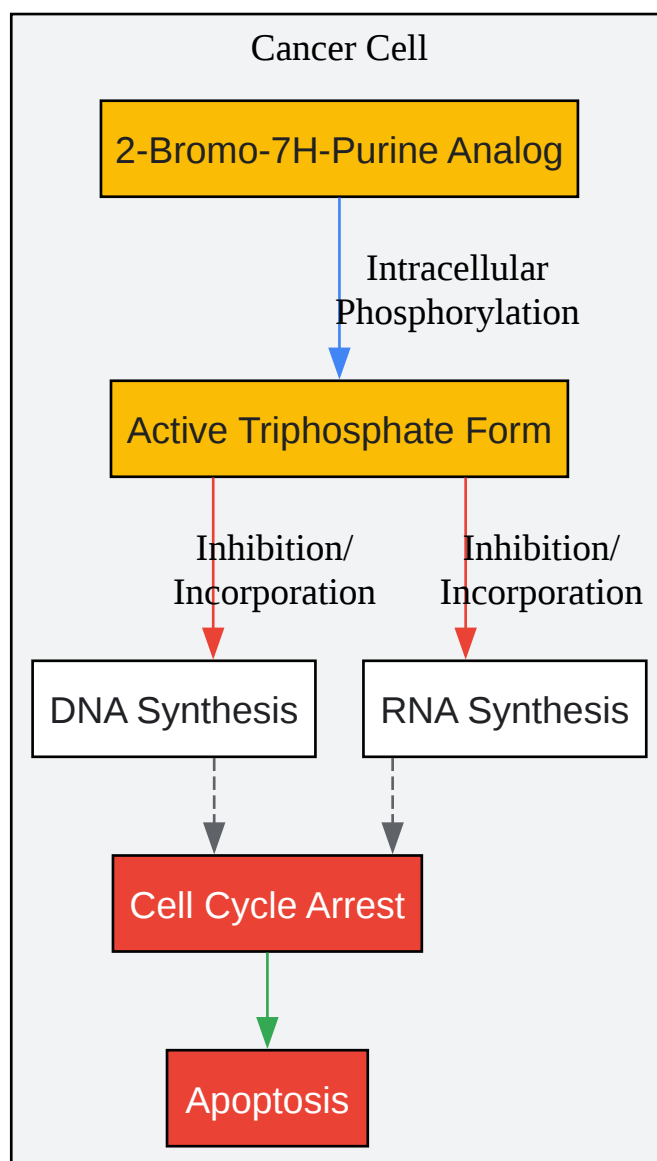 Cancer Cell
2-Bromo-7H-Purine Analog
Intracellular
Phosphorylation
Active Triphosphate Form
Inhibition/
Incorporation
Inhibition/
Incorporation
DNA Synthesis
RNA Synthesis
Cell Cycle Arrest
Apoptosis